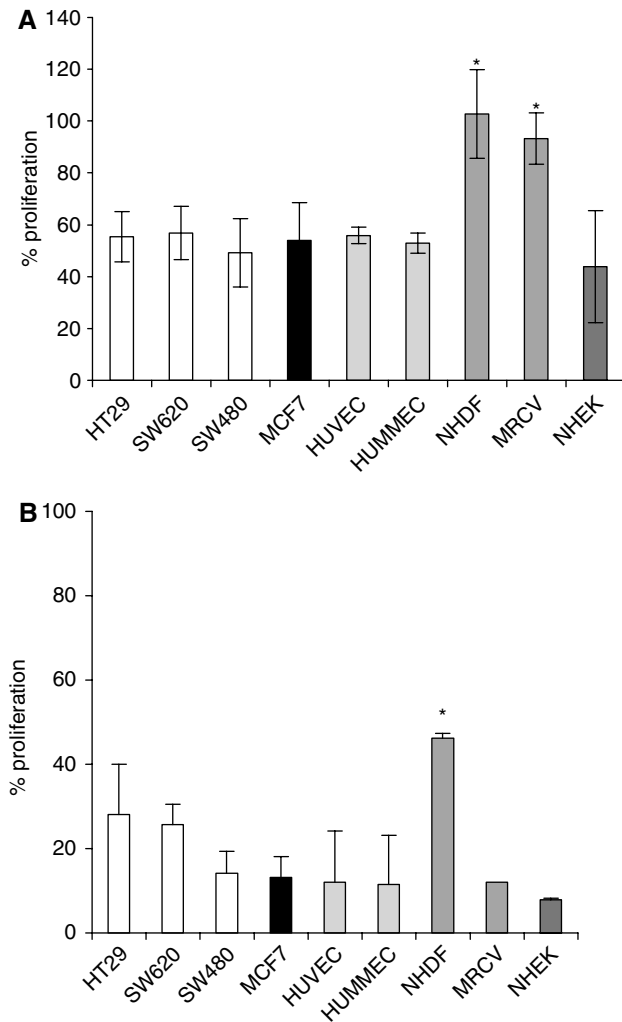 A
140
120
100
80
60
40
20
0
% proliferation
*
*
HT29
SW620
SW480
MCF7
HUVEC
HUMMEC
NHDF
MRCV
NHEK
B
100
80
60
40
20
0
% proliferation
*
HT29
SW620
SW480
MCF7
HUVEC
HUMMEC
NHDF
MRCV
NHEK